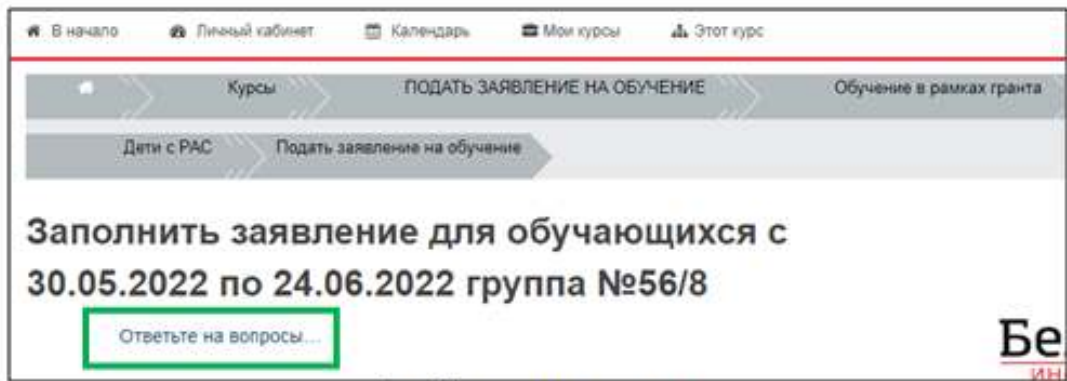 В начало Личный кабинет Календарь Мои курсы Этот курс
Курсы ПОДАТЬ ЗАЯВЛЕНИЕ НА ОБУЧЕНИЕ Обучение в рамках гранта
Дети с РАС Подать заявление на обучение
Заполнить заявление для обучающихся с
30.05.2022 по 24.06.2022 группа №56/8
Ответьте на вопросы...
Бе
ИН